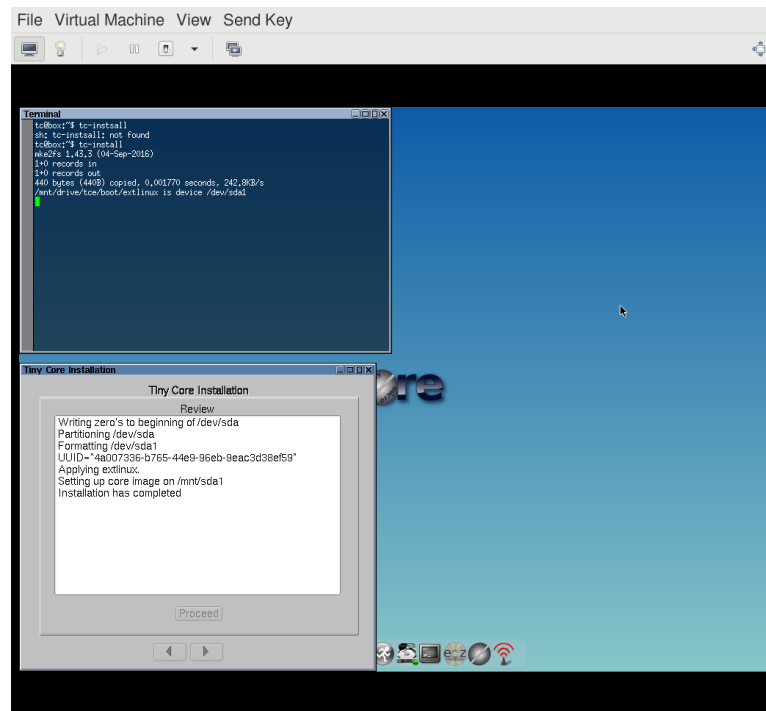 File Virtual Machine View Send Key
Terminal
tc@box:~$ tc-instsall
sh: tc-instsall: not found
tc@box:~$ tc-install
mke2fs 1.43.3 (04-Sep-2016)
1+0 records in
1+0 records out
440 bytes (440B) copied, 0.001770 seconds, 242.8KB/s
/mnt/drive/tce/boot/extlinux is device /dev/sda1
Tiny Core Installation
Tiny Core Installation
Review
Writing zero's to beginning of /dev/sda
Partitioning /dev/sda
Formatting /dev/sda1
UUID="4a007336-b765-44e9-96eb-9eac3d38ef59"
Applying extlinux.
Setting up core image on /mnt/sda1
Installation has completed
Proceed
ore
ez